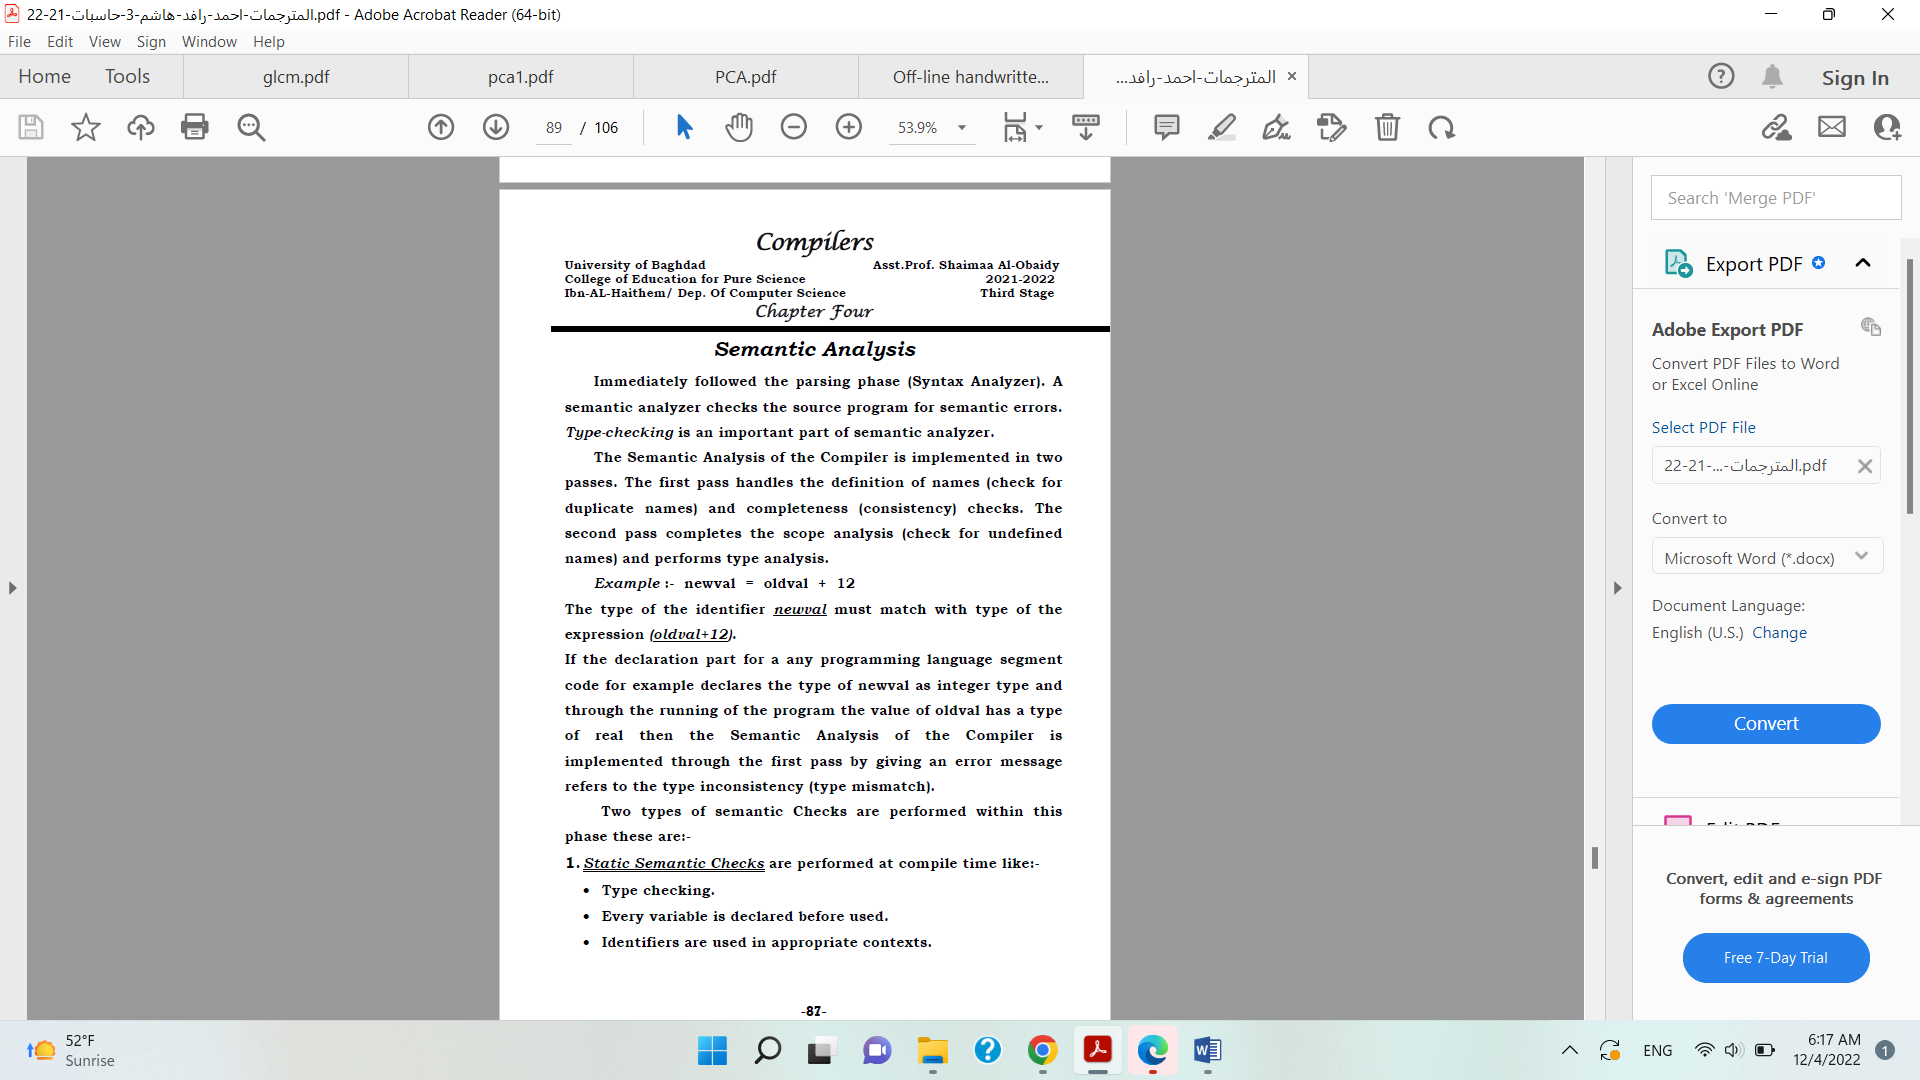 المترجمات-احمد-رافد-هاشم-3-حاسبات-21-22.pdf - Adobe Acrobat Reader (64-bit)
File Edit View Sign Window Help
Home Tools glcm.pdf pca1.pdf PCA.pdf Off-line handwritte... المترجمات-احمد-رافد... Sign In
89 / 106 53.9%
Search 'Merge PDF'
Export PDF
Adobe Export PDF
Convert PDF Files to Word
or Excel Online
Select PDF File
المترجمات-...-21-22.pdf
Convert to
Microsoft Word (*.docx)
Document Language:
English (U.S.) Change
Convert
Convert, edit and e-sign PDF
forms & agreements
Free 7-Day Trial
Compilers
University of Baghdad Asst.Prof. Shaimaa Al-Obaidy
College of Education for Pure Science 2021-2022
Ibn-AL-Haithem/ Dep. Of Computer Science Third Stage
Chapter Four
Semantic Analysis
Immediately followed the parsing phase (Syntax Analyzer). A
semantic analyzer checks the source program for semantic errors.
Type-checking is an important part of semantic analyzer.
The Semantic Analysis of the Compiler is implemented in two
passes. The first pass handles the definition of names (check for
duplicate names) and completeness (consistency) checks. The
second pass completes the scope analysis (check for undefined
names) and performs type analysis.
Example :- newval = oldval + 12
The type of the identifier newval must match with type of the
expression (oldval+12).
If the declaration part for a any programming language segment
code for example declares the type of newval as integer type and
through the running of the program the value of oldval has a type
of real then the Semantic Analysis of the Compiler is
implemented through the first pass by giving an error message
refers to the type inconsistency (type mismatch).
Two types of semantic Checks are performed within this
phase these are:-
1. Static Semantic Checks are performed at compile time like:-
• Type checking.
• Every variable is declared before used.
• Identifiers are used in appropriate contexts.
-87-
52°F
Sunrise
ENG
6:17 AM
12/4/2022
1